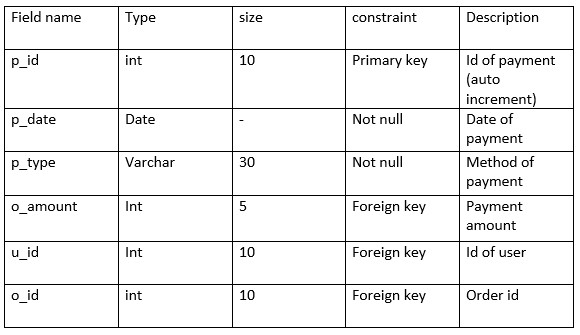 Field name Type size constraint Description
p_id int 10 Primary key Id of payment
(auto
increment)
p_date Date - Not null Date of
payment
p_type Varchar 30 Not null Method of
payment
o_amount Int 5 Foreign key Payment
amount
u_id Int 10 Foreign key Id of user
o_id int 10 Foreign key Order id